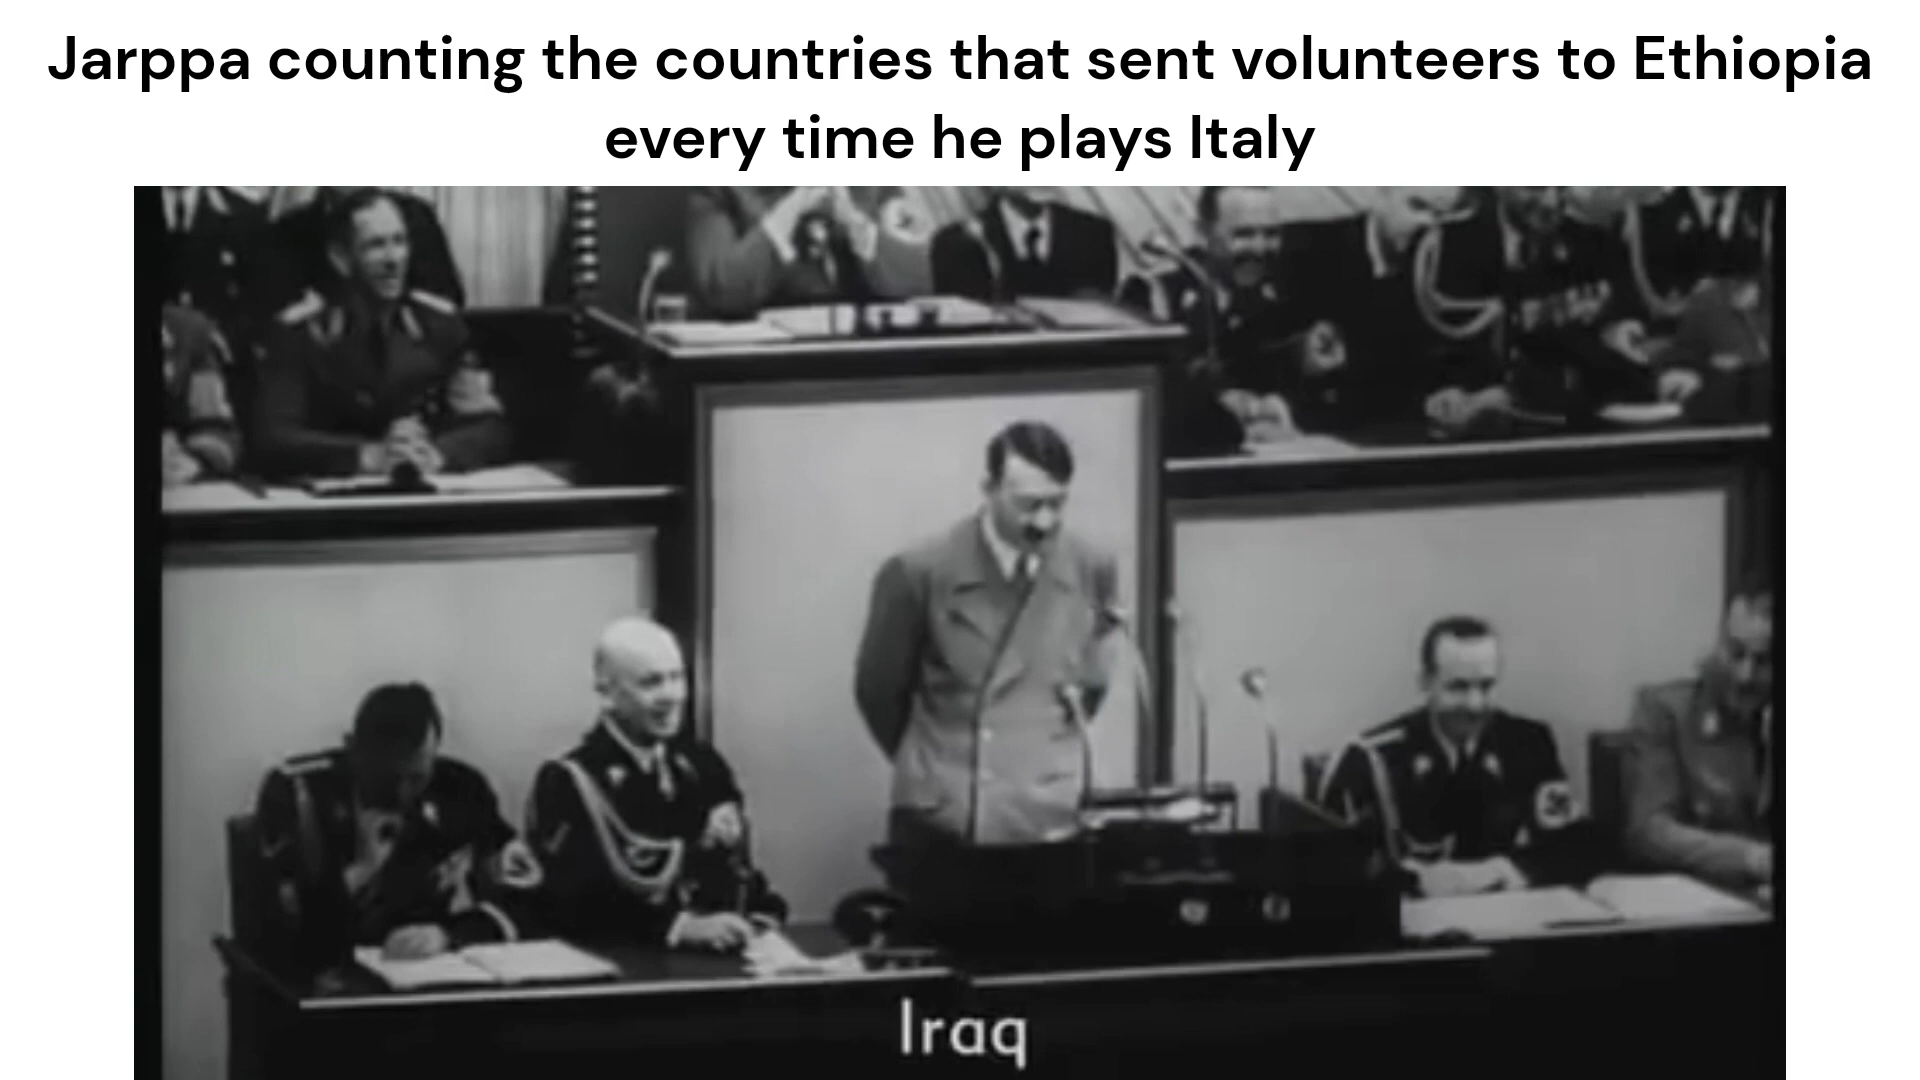 Jarppa counting the countries that sent volunteers to Ethiopia
every time he plays Italy
Iraq